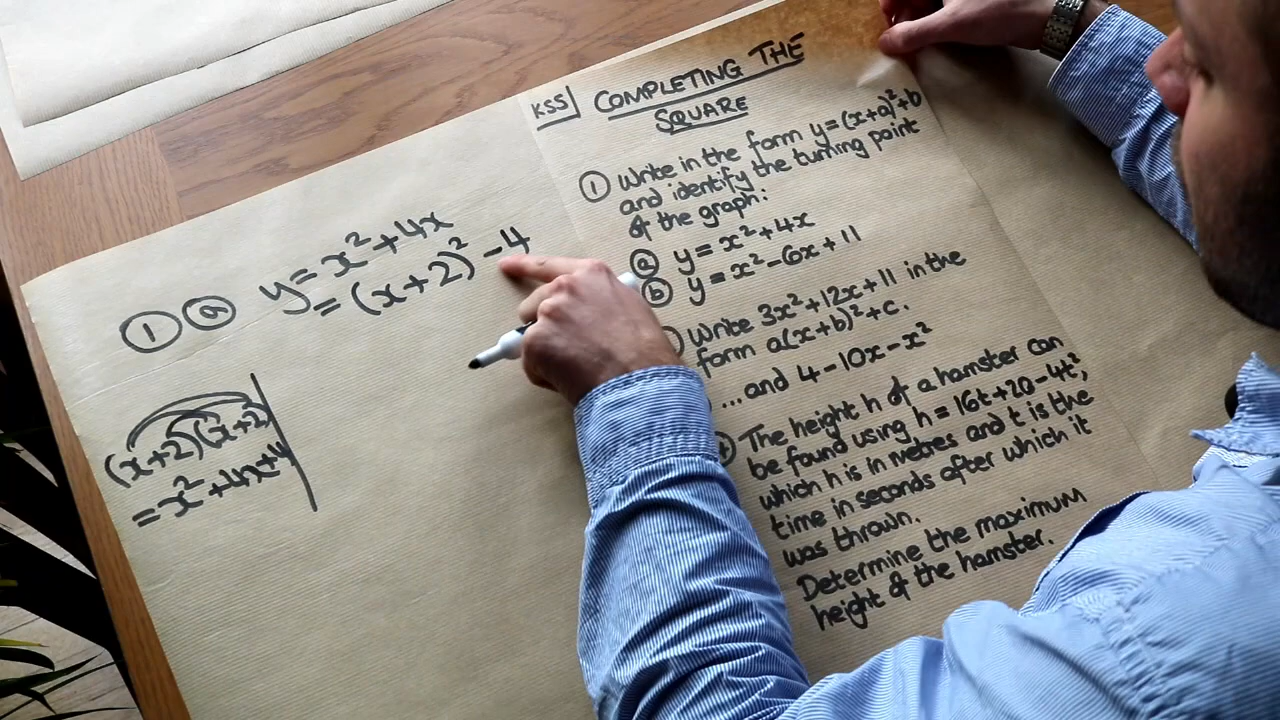 KS5
COMPLETING THE
SQUARE
① Write in the form y=(x+a)²+b
and identify the turning point
of the graph:
ⓐ y=x²+4x
ⓑ y=x²-6x+11
Write 3x²+12x+11 in the
form a(x+b)²+c.
...and 4-10x-x²
The height h of a hamster can
be found using h=16t+20-4t²,
which h is in metres and t is the
time in seconds after which it
was thrown.
Determine the maximum
height of the hamster.
① ⓐ y=x²+4x
=(x+2)²-4
(x+2)(x+2)
=x²+4x+4